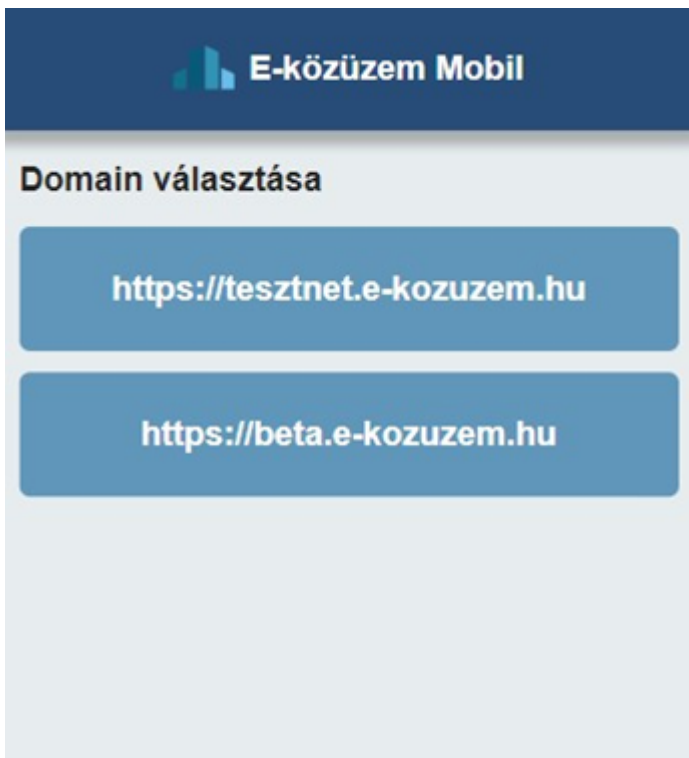 E-közüzem Mobil
Domain választása
https://tesztnet.e-kozuzem.hu
https://beta.e-kozuzem.hu